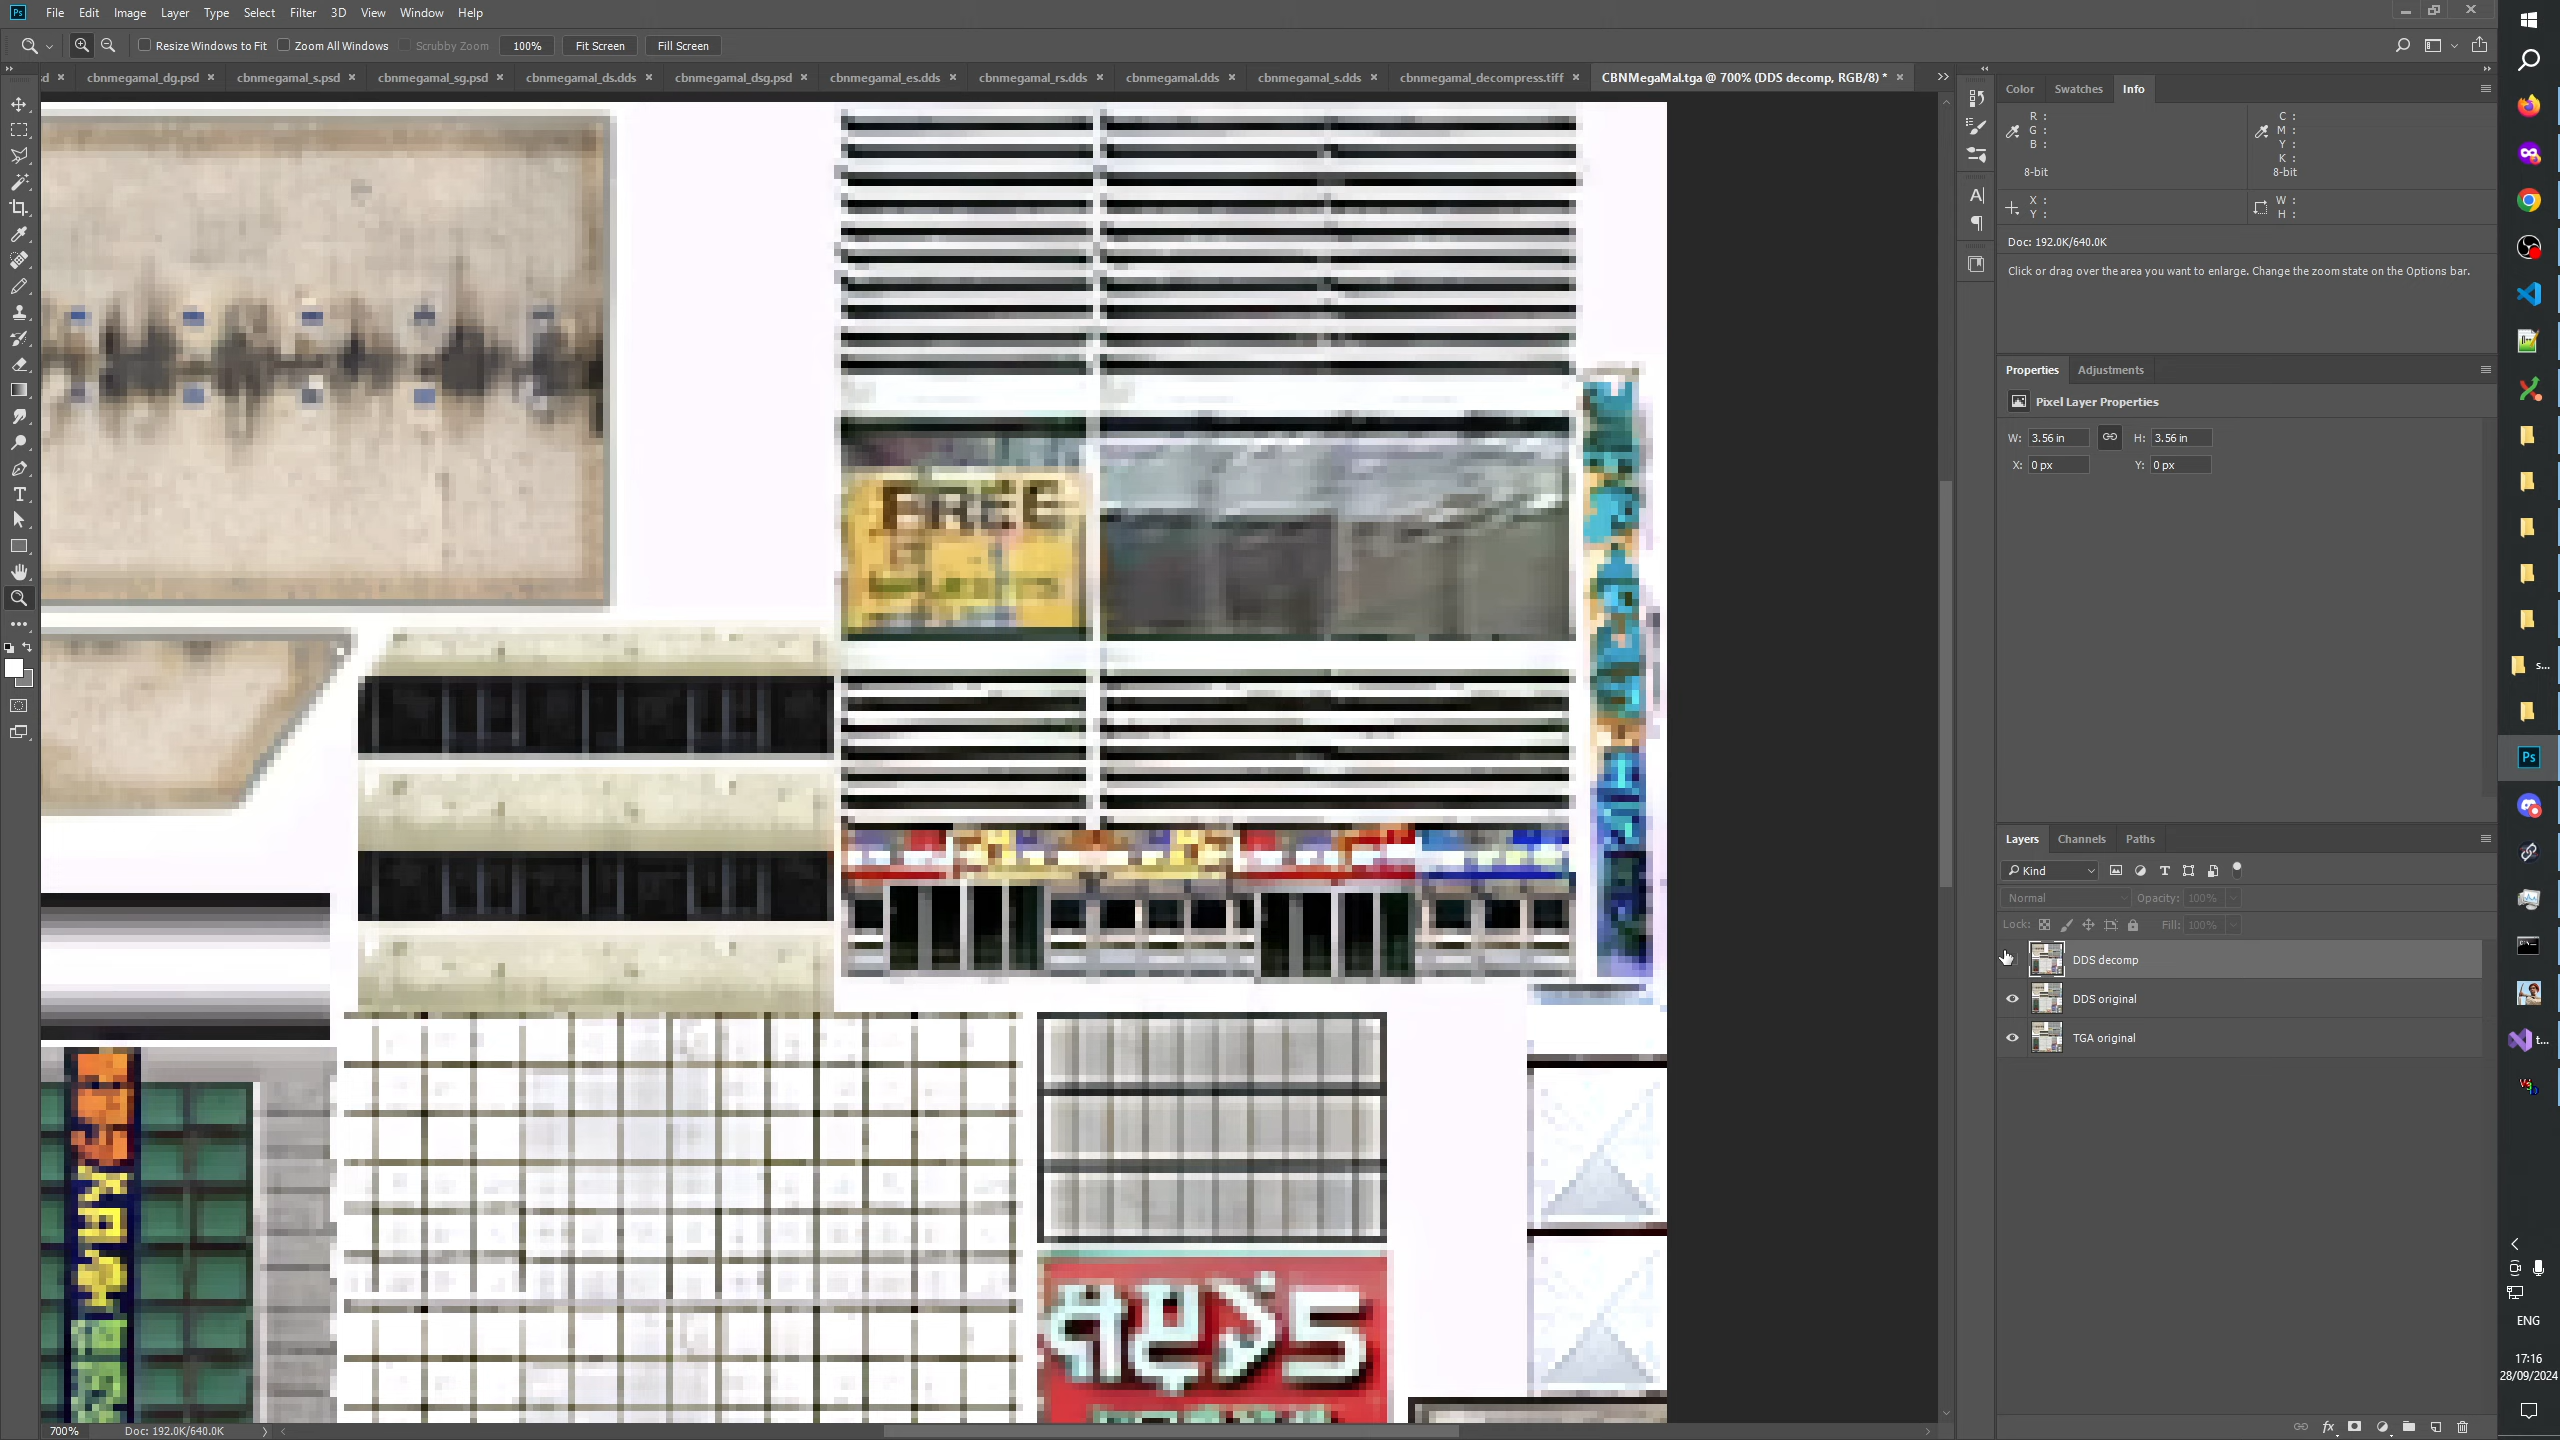 File Edit Image Layer Type Select Filter 3D View Window Help
Resize Windows to Fit Zoom All Windows Scrubby Zoom 100% Fit Screen Fill Screen
sd × cbnmegamal_dg.psd × cbnmegamal_s.psd × cbnmegamal_sg.psd × cbnmegamal_ds.dds × cbnmegamal_dsg.psd × cbnmegamal_es.dds × cbnmegamal_rs.dds × cbnmegamal.dds × cbnmegamal_s.dds × cbnmegamal_decompress.tiff × CBNMegaMal.tga @ 700% (DDS decomp, RGB/8) * ×
Color Swatches Info
R :
G :
B :
8-bit
C :
M :
Y :
K :
8-bit
X :
Y :
W :
H :
Doc: 192.0K/640.0K
Click or drag over the area you want to enlarge. Change the zoom state on the Options bar.
Properties Adjustments
Pixel Layer Properties
W: 3.56 in H: 3.56 in
X: 0 px Y: 0 px
Layers Channels Paths
Kind
Normal Opacity: 100%
Lock: Fill: 100%
DDS decomp
DDS original
TGA original
FREE
700% Doc: 192.0K/640.0K
s...
t...
ENG
17:16
28/09/2024